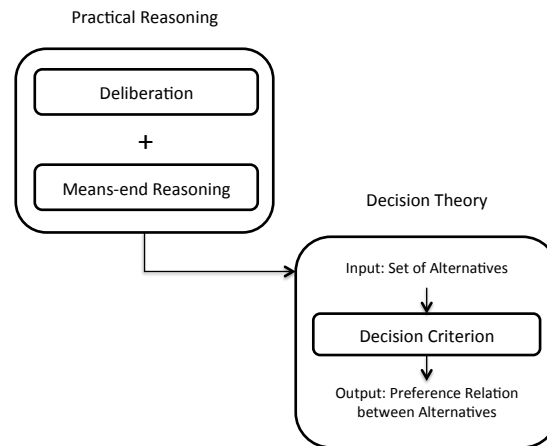 Practical Reasoning
Deliberation
+
Means-end Reasoning
Decision Theory
Input: Set of Alternatives
Decision Criterion
Output: Preference Relation
between Alternatives